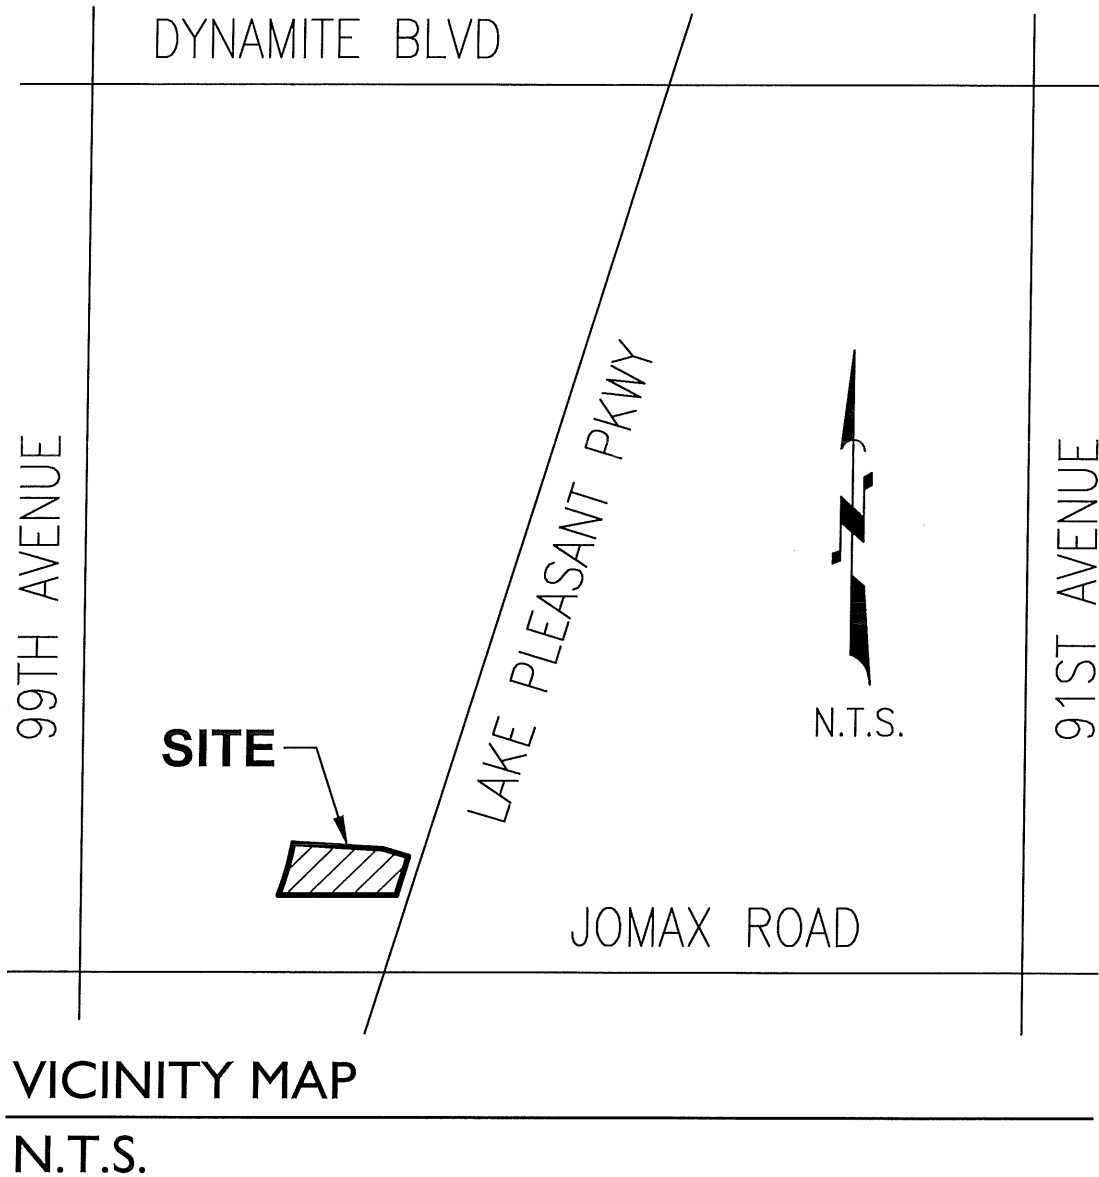 DYNAMITE BLVD
99TH AVENUE
LAKE PLEASANT PKWY
91ST AVENUE
N
N.T.S.
SITE
JOMAX ROAD
VICINITY MAP
N.T.S.